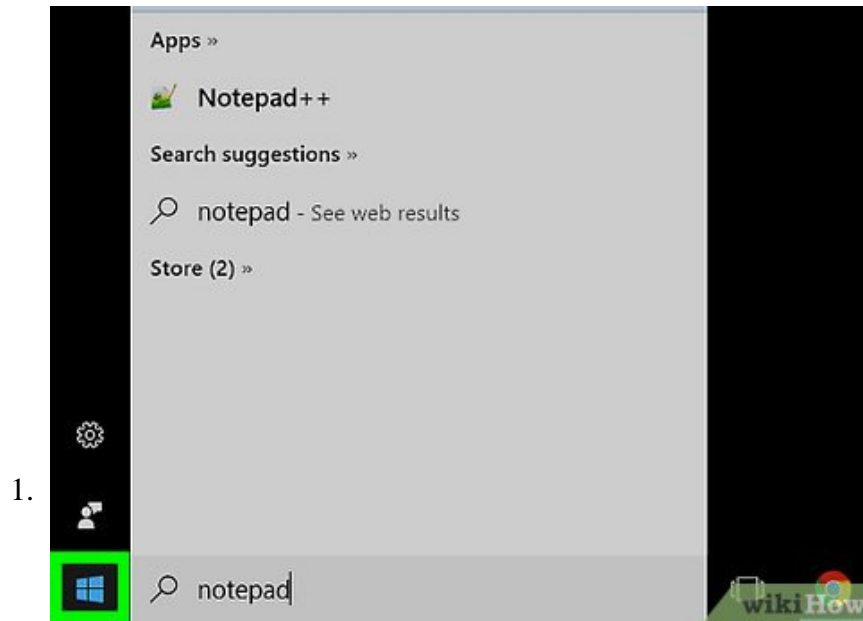 Apps »
Notepad++
Search suggestions »
notepad - See web results
Store (2) »
1.
notepad
wikiHow